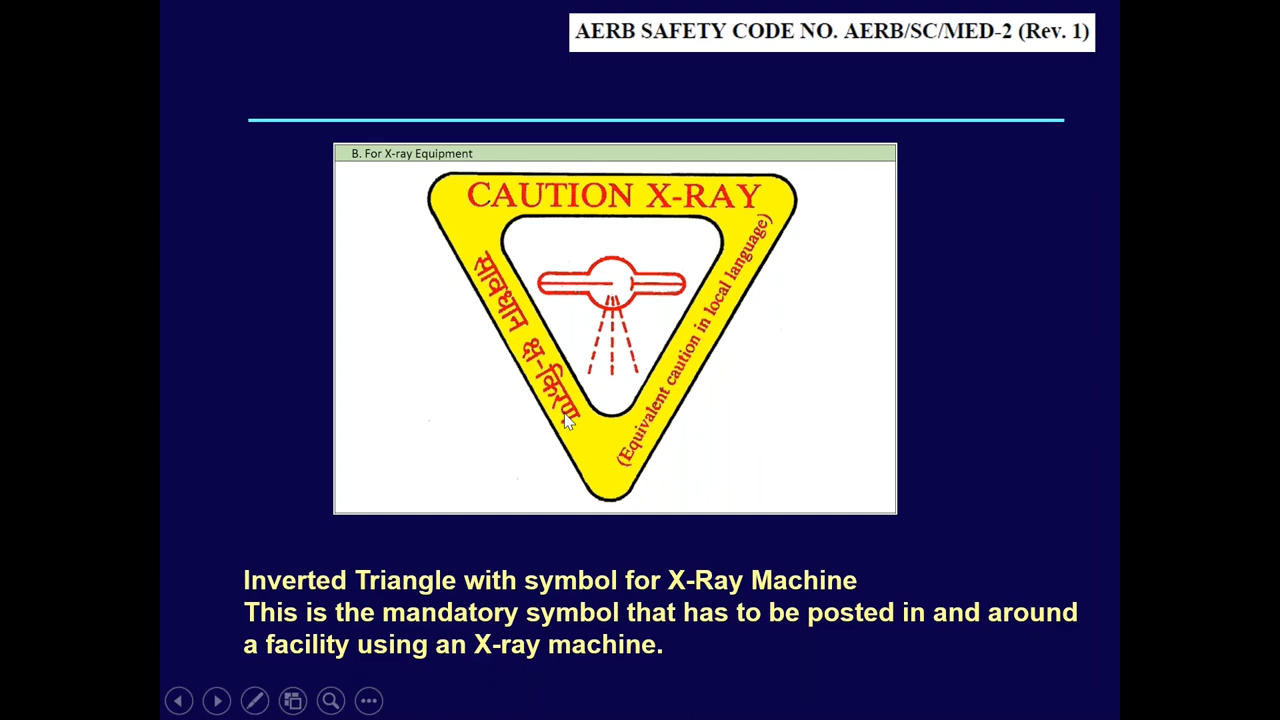 AERB SAFETY CODE NO. AERB/SC/MED-2 (Rev. 1)
B. For X-ray Equipment
CAUTION X-RAY
सावधान क्ष-किरण
(Equivalent caution in local language)
Inverted Triangle with symbol for X-Ray Machine
This is the mandatory symbol that has to be posted in and around
a facility using an X-ray machine.